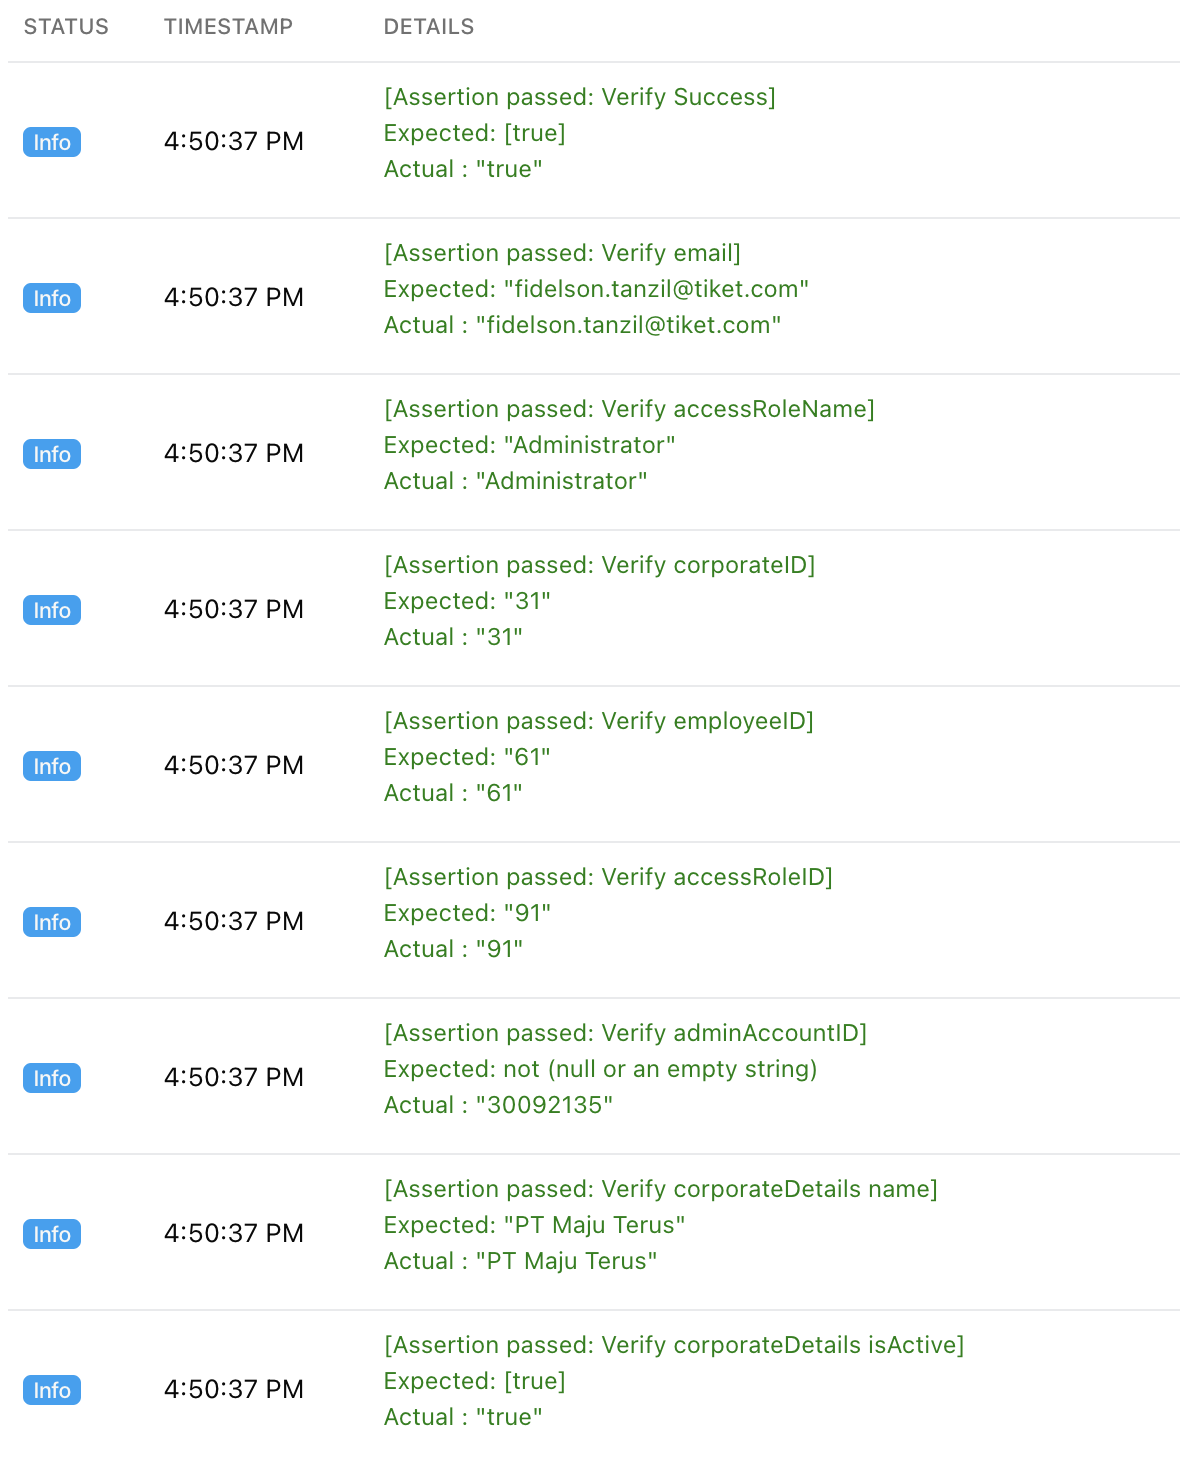 STATUS TIMESTAMP DETAILS
[Assertion passed: Verify Success]
Info 4:50:37 PM Expected: [true]
Actual : "true"
[Assertion passed: Verify email]
Info 4:50:37 PM Expected: "fidelson.tanzil@tiket.com"
Actual : "fidelson.tanzil@tiket.com"
[Assertion passed: Verify accessRoleName]
Info 4:50:37 PM Expected: "Administrator"
Actual : "Administrator"
[Assertion passed: Verify corporateID]
Info 4:50:37 PM Expected: "31"
Actual : "31"
[Assertion passed: Verify employeeID]
Info 4:50:37 PM Expected: "61"
Actual : "61"
[Assertion passed: Verify accessRoleID]
Info 4:50:37 PM Expected: "91"
Actual : "91"
[Assertion passed: Verify adminAccountID]
Info 4:50:37 PM Expected: not (null or an empty string)
Actual : "30092135"
[Assertion passed: Verify corporateDetails name]
Info 4:50:37 PM Expected: "PT Maju Terus"
Actual : "PT Maju Terus"
[Assertion passed: Verify corporateDetails isActive]
Info 4:50:37 PM Expected: [true]
Actual : "true"